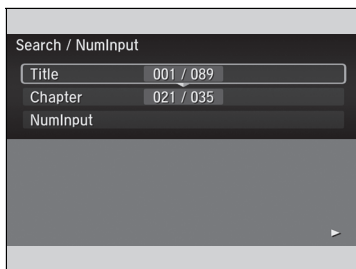 Search / NumInput
Title 001 / 089
Chapter 021 / 035
NumInput